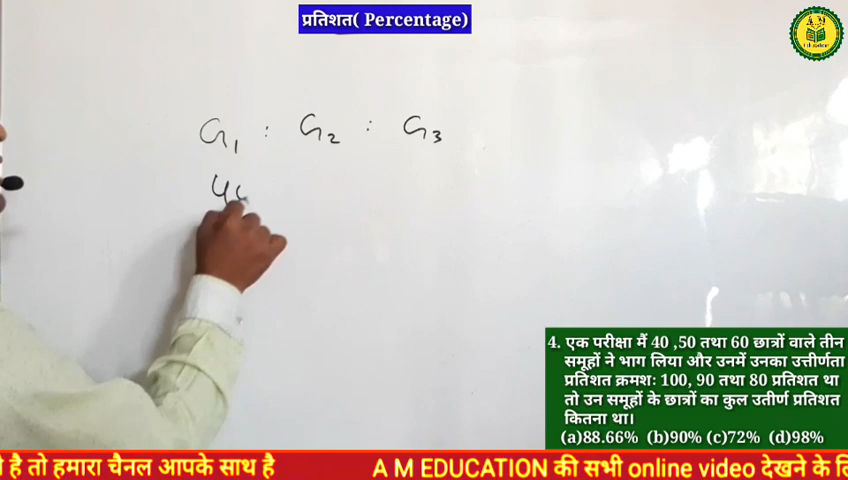 प्रतिशत( Percentage)
G₁ : G₂ : G₃
4. एक परीक्षा मैं 40 ,50 तथा 60 छात्रों वाले तीन
समूहों ने भाग लिया और उनमें उनका उत्तीर्णता
प्रतिशत क्रमशः 100, 90 तथा 80 प्रतिशत था
तो उन समूहों के छात्रों का कुल उतीर्ण प्रतिशत
कितना था।
(a)88.66% (b)90% (c)72% (d)98%
है तो हमारा चैनल आपके साथ है A M EDUCATION की सभी online video देखने के